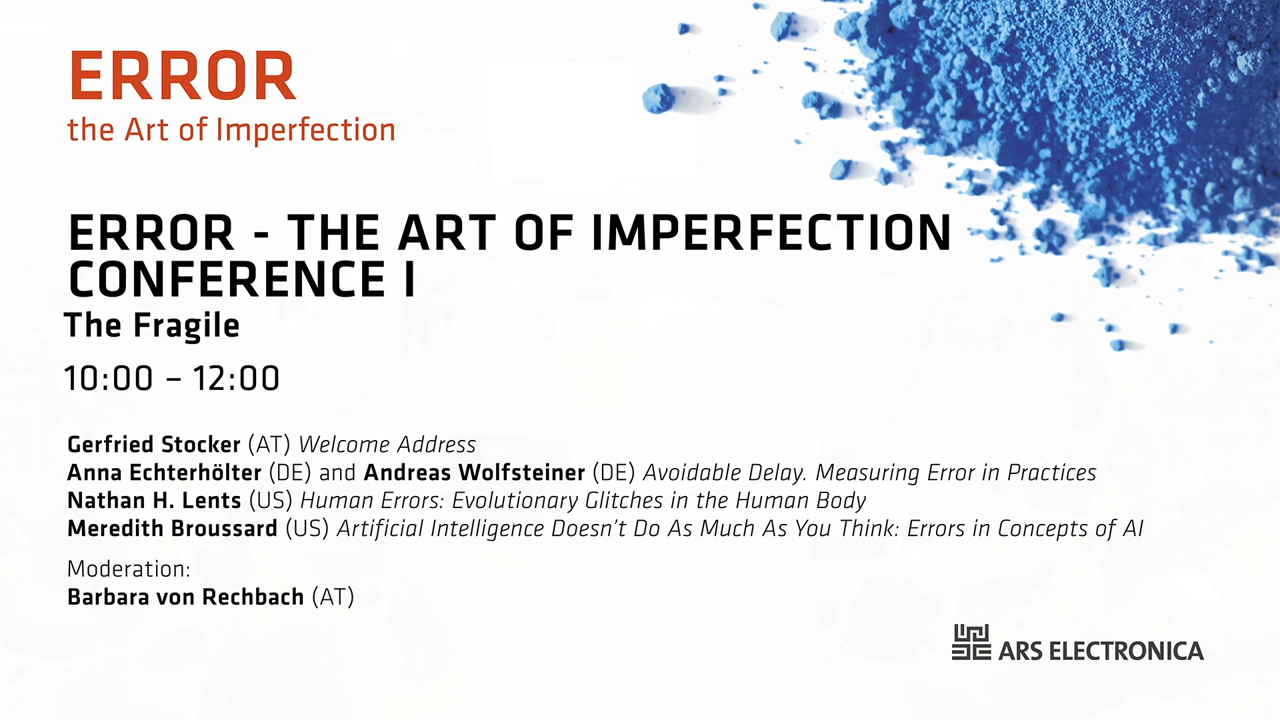 ERROR
the Art of Imperfection
ERROR - THE ART OF IMPERFECTION
CONFERENCE I
The Fragile
10:00 – 12:00
Gerfried Stocker (AT) Welcome Address
Anna Echterhölter (DE) and Andreas Wolfsteiner (DE) Avoidable Delay. Measuring Error in Practices
Nathan H. Lents (US) Human Errors: Evolutionary Glitches in the Human Body
Meredith Broussard (US) Artificial Intelligence Doesn’t Do As Much As You Think: Errors in Concepts of AI
Moderation:
Barbara von Rechbach (AT)
ARS ELECTRONICA